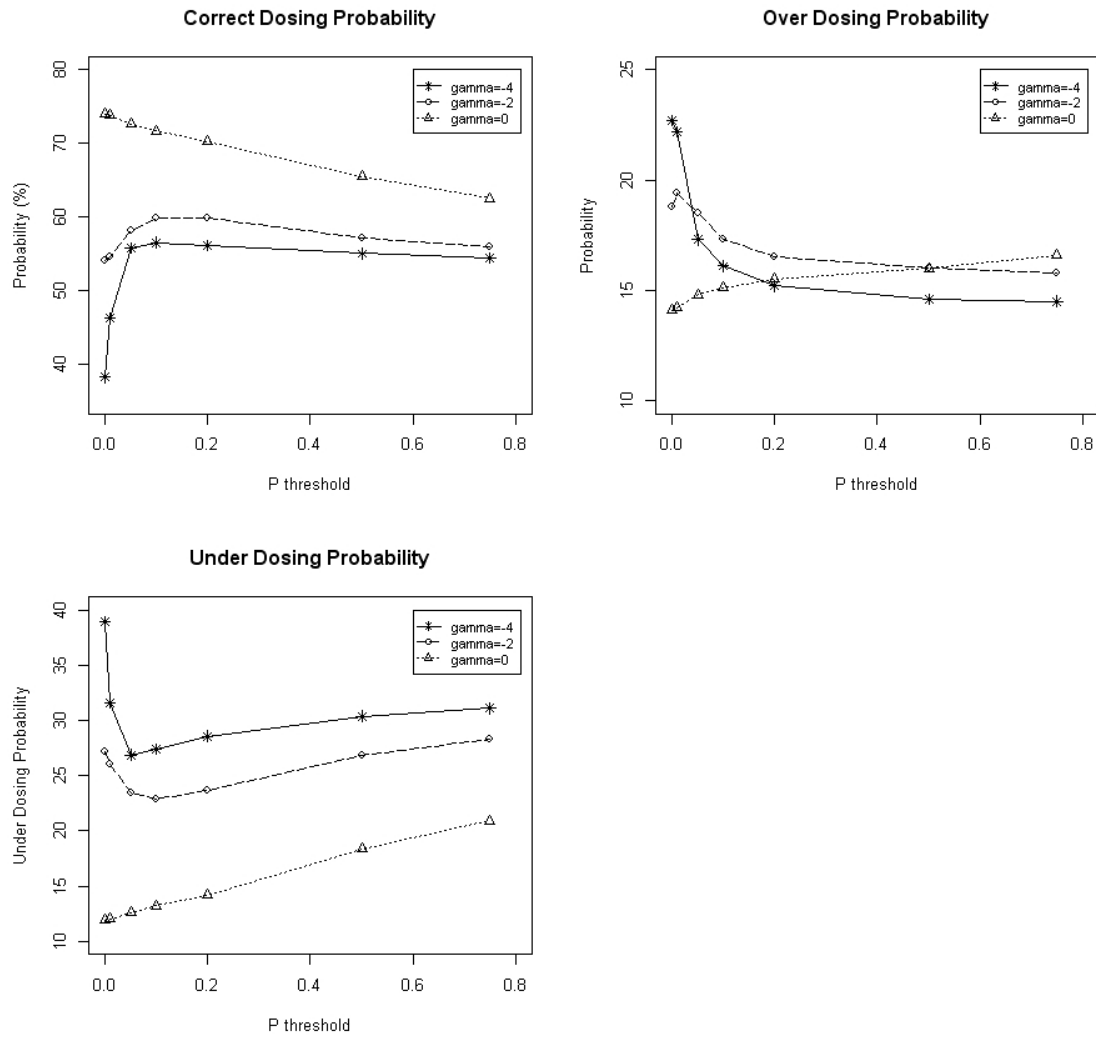 Correct Dosing Probability
Probability (%)
80
70
60
50
40
gamma=-4
gamma=-2
gamma=0
0.0 0.2 0.4 0.6 0.8
P threshold
Over Dosing Probability
Probability
25
20
15
10
gamma=-4
gamma=-2
gamma=0
0.0 0.2 0.4 0.6 0.8
P threshold
Under Dosing Probability
Under Dosing Probability
40
35
30
25
20
15
10
gamma=-4
gamma=-2
gamma=0
0.0 0.2 0.4 0.6 0.8
P threshold